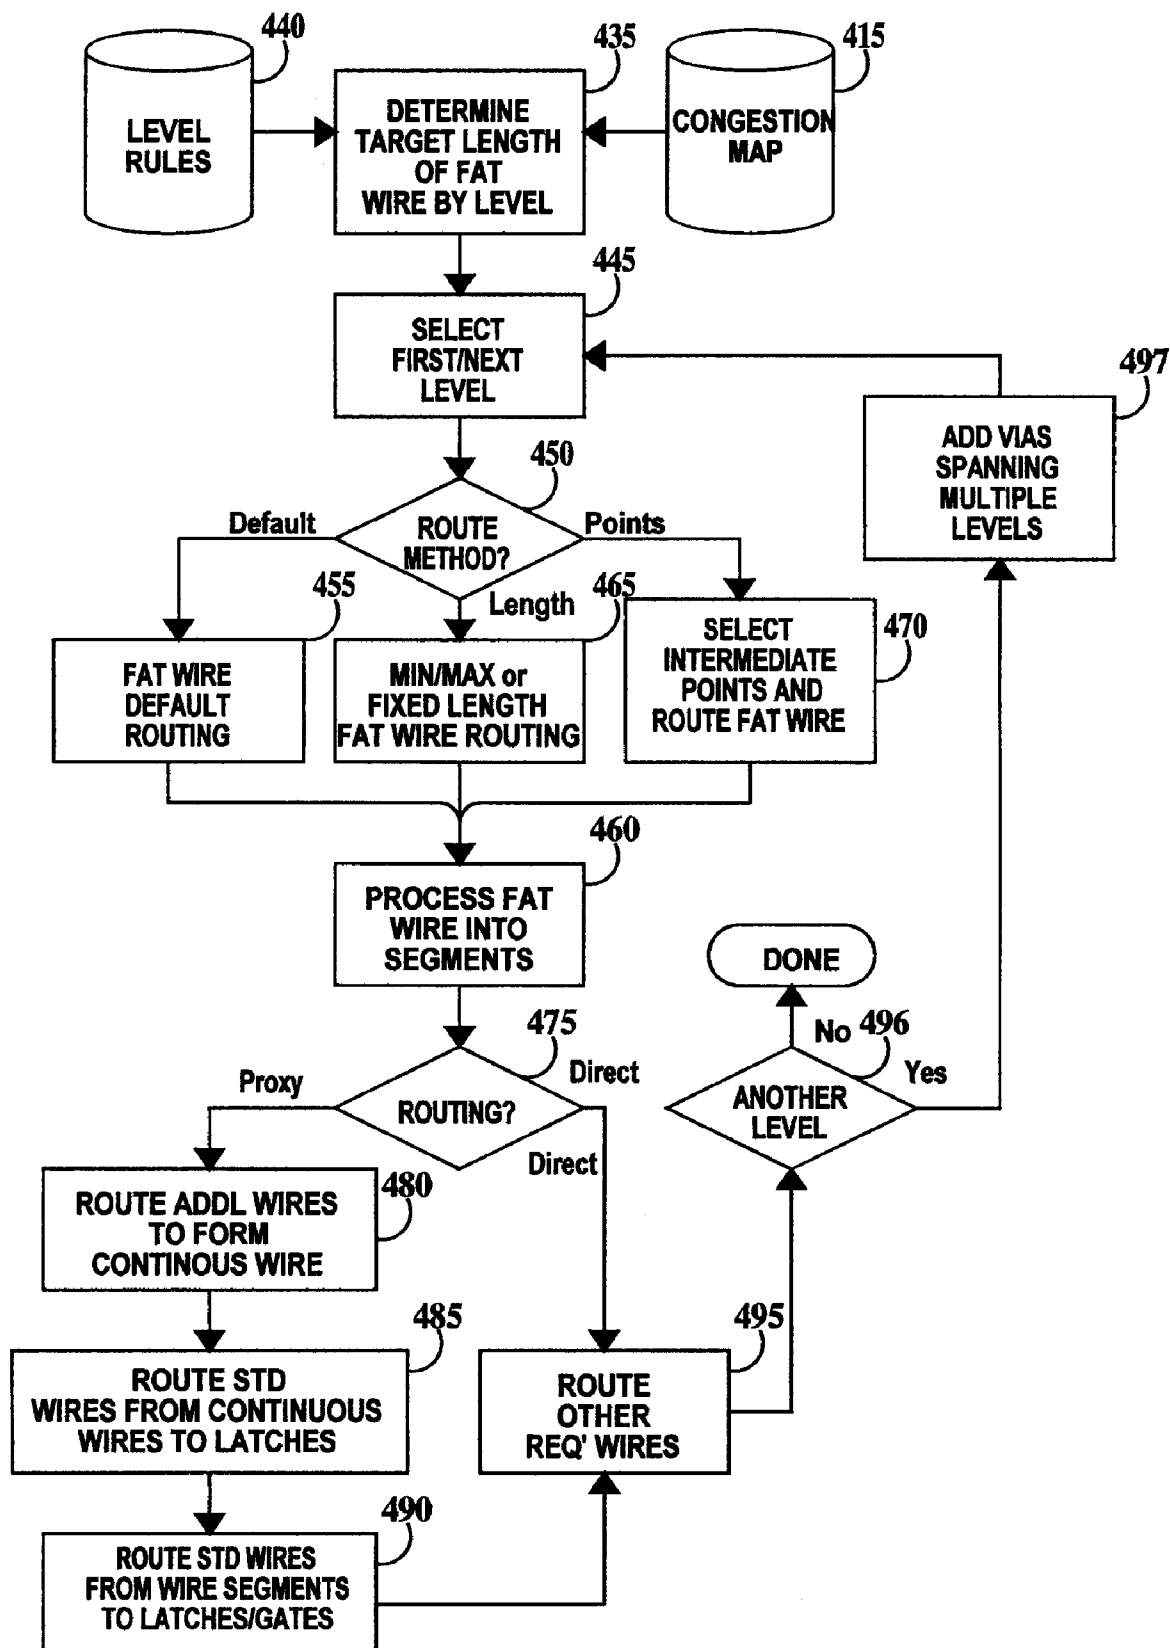 440
LEVEL
RULES
435
DETERMINE
TARGET LENGTH
OF FAT
WIRE BY LEVEL
415
CONGESTION
MAP
445
SELECT
FIRST/NEXT
LEVEL
497
ADD VIAS
SPANNING
MULTIPLE
LEVELS
450
ROUTE
METHOD?
Default
Points
Length
455
FAT WIRE
DEFAULT
ROUTING
465
MIN/MAX or
FIXED LENGTH
FAT WIRE ROUTING
470
SELECT
INTERMEDIATE
POINTS AND
ROUTE FAT WIRE
460
PROCESS FAT
WIRE INTO
SEGMENTS
DONE
475
ROUTING?
Proxy
Direct
Direct
No
496
Yes
ANOTHER
LEVEL
480
ROUTE ADDL WIRES
TO FORM
CONTINOUS WIRE
485
ROUTE STD
WIRES FROM CONTINUOUS
WIRES TO LATCHES
495
ROUTE
OTHER
REQ' WIRES
490
ROUTE STD WIRES
FROM WIRE SEGMENTS
TO LATCHES/GATES